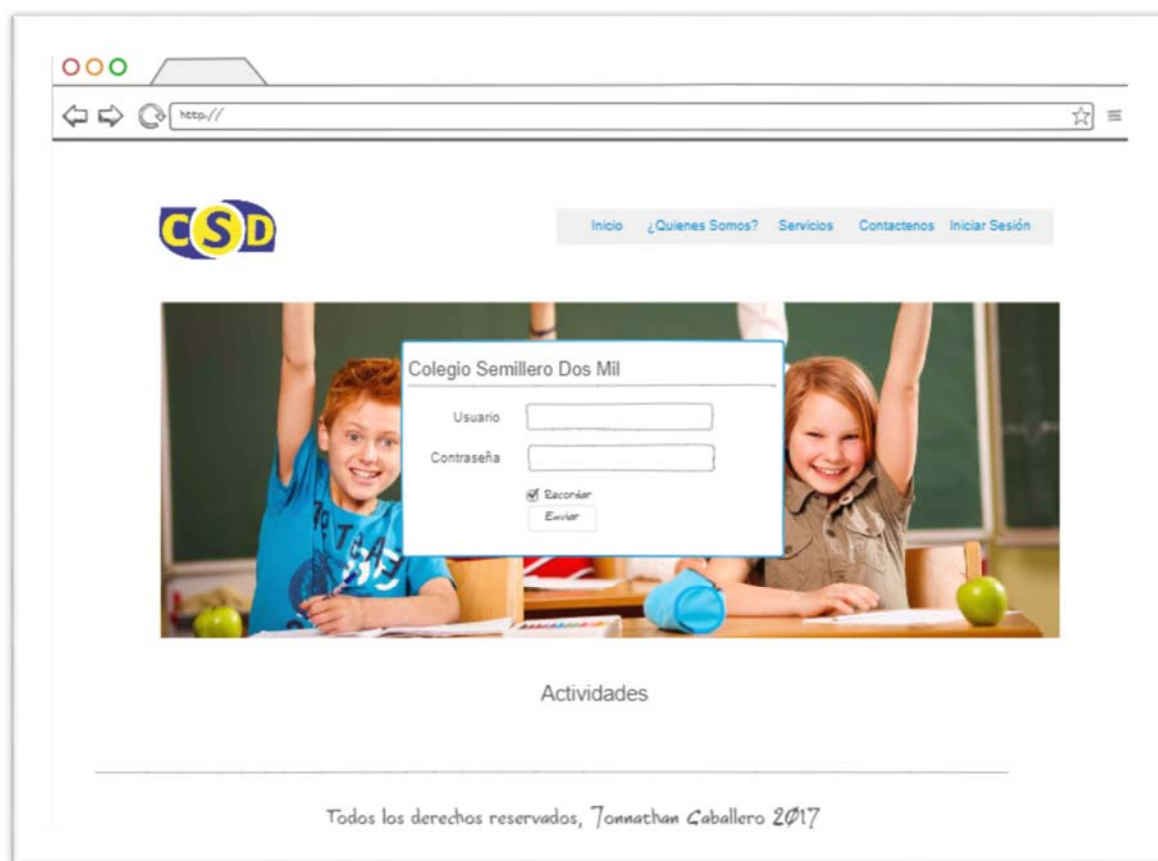 http://
CSD
Inicio ¿Quienes Somos? Servicios Contactenos Iniciar Sesión
Colegio Semillero Dos Mil
Usuario
Contraseña
Recordar
Enviar
Actividades
Todos los derechos reservados, Jonnathan Caballero 2017